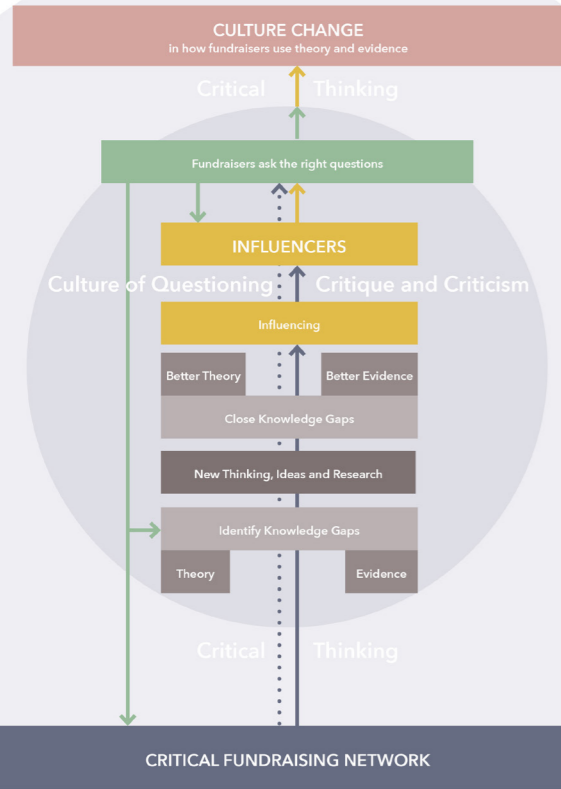 CULTURE CHANGE
in how fundraisers use theory and evidence
Critical Thinking
Fundraisers ask the right questions
INFLUENCERS
Culture of Questioning Critique and Criticism
Influencing
Better Theory Better Evidence
Close Knowledge Gaps
New Thinking, Ideas and Research
Identify Knowledge Gaps
Theory Evidence
Critical Thinking
CRITICAL FUNDRAISING NETWORK